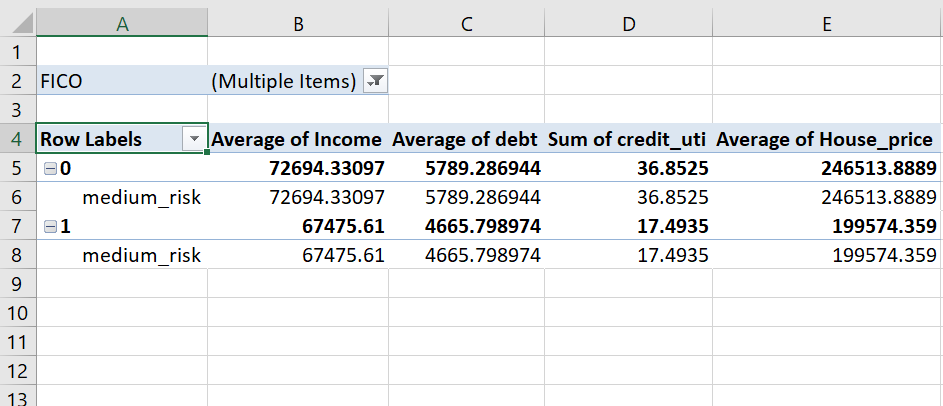 A B C D E
1
2 FICO (Multiple Items)
3
4 Row Labels Average of Income Average of debt Sum of credit_uti Average of House_price
5 0 72694.33097 5789.286944 36.8525 246513.8889
6 medium_risk 72694.33097 5789.286944 36.8525 246513.8889
7 1 67475.61 4665.798974 17.4935 199574.359
8 medium_risk 67475.61 4665.798974 17.4935 199574.359
9
10
11
12
13